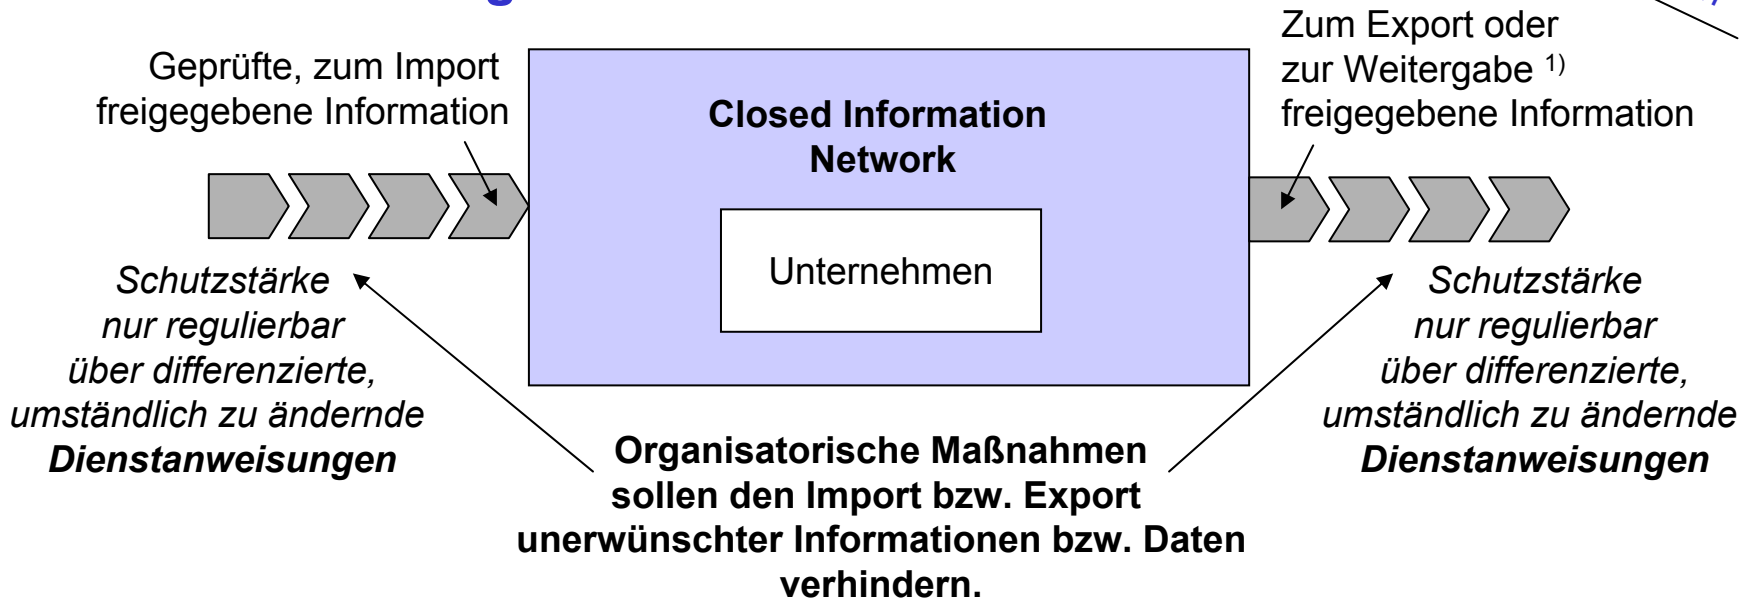 Geprüfte, zum Import
freigegebene Information
Closed Information
Network
Unternehmen
Zum Export oder
zur Weitergabe 1)
freigegebene Information
Schutzstärke
nur regulierbar
über differenzierte,
umständlich zu ändernde
Dienstanweisungen
Organisatorische Maßnahmen
sollen den Import bzw. Export
unerwünschter Informationen bzw. Daten
verhindern.
Schutzstärke
nur regulierbar
über differenzierte,
umständlich zu ändernde
Dienstanweisungen